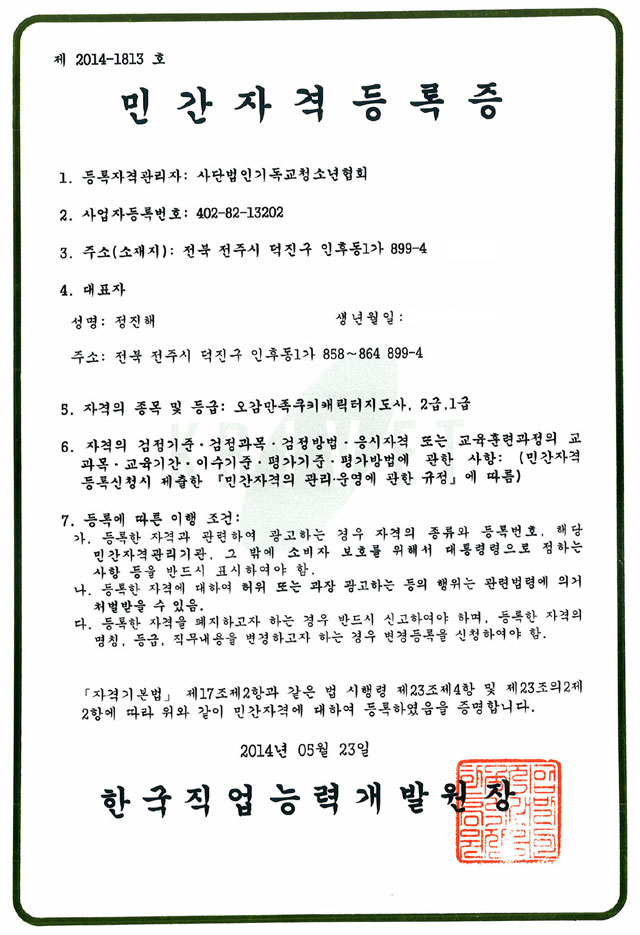 제 2014-1813 호
민간자격등록증
1. 등록자격관리자: 사단법인기독교청소년협회
2. 사업자등록번호: 402-82-13202
3. 주소(소재지): 전북 전주시 덕진구 인후동1가 899-4
4. 대표자
성명: 정진해 생년월일:
주소: 전북 전주시 덕진구 인후동1가 858~864 899-4
5. 자격의 종목 및 등급: 오감만족쿠키캐릭터지도사, 2급,1급
6. 자격의 검정기준·검정과목·검정방법·응시자격 또는 교육훈련과정의 교
과목·교육기간·이수기준·평가기준·평가방법에 관한 사항: (민간자격
등록신청시 제출한 『민간자격의 관리·운영에 관한 규정』에 따름)
7. 등록에 따른 이행 조건:
가. 등록한 자격과 관련하여 광고하는 경우 자격의 종류와 등록번호, 해당
민간자격관리기관, 그 밖에 소비자 보호를 위해서 대통령령으로 정하는
사항 등을 반드시 표시하여야 함.
나. 등록한 자격에 대하여 허위 또는 과장 광고하는 등의 행위는 관련법령에 의거
처벌받을 수 있음.
다. 등록한 자격을 폐지하고자 하는 경우 반드시 신고하여야 하며, 등록한 자격의
명칭, 등급, 직무내용을 변경하고자 하는 경우 변경등록을 신청하여야 함.
「자격기본법」 제17조제2항과 같은 법 시행령 제23조제4항 및 제23조의2제
2항에 따라 위와 같이 민간자격에 대하여 등록하였음을 증명합니다.
2014년 05월 23일
한국직업능력개발원장